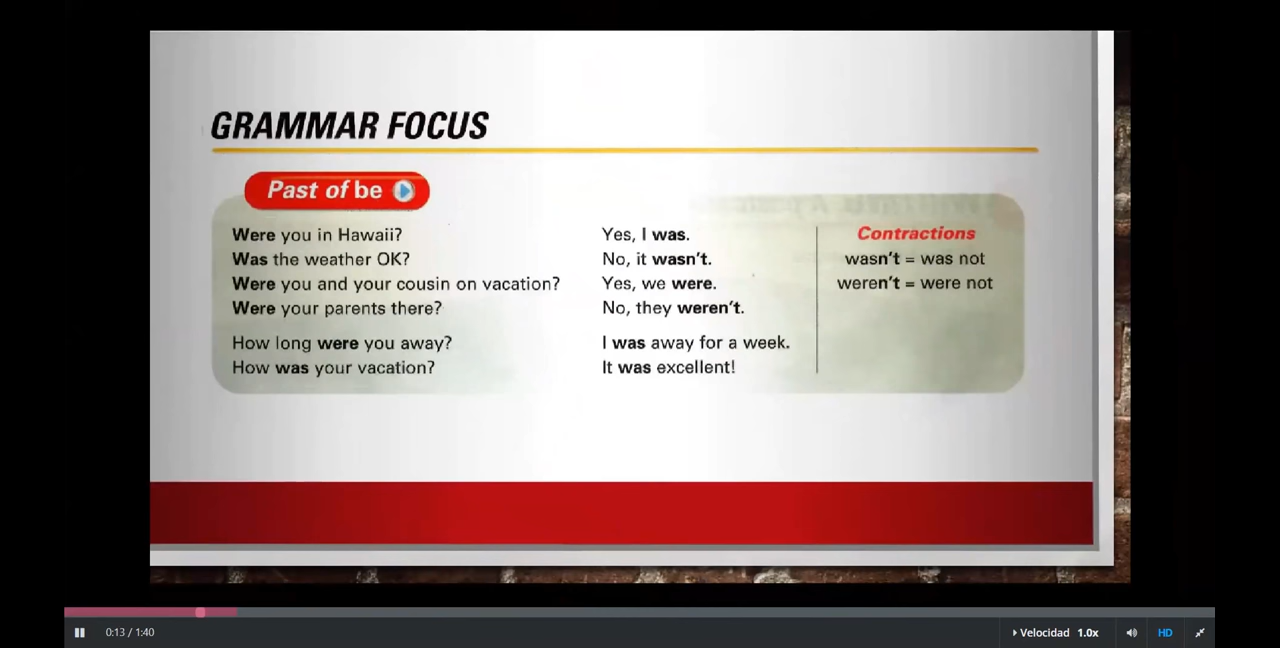 GRAMMAR FOCUS
Past of be
Were you in Hawaii?
Was the weather OK?
Were you and your cousin on vacation?
Were your parents there?
How long were you away?
How was your vacation?
Yes, I was.
No, it wasn't.
Yes, we were.
No, they weren't.
I was away for a week.
It was excellent!
Contractions
wasn't = was not
weren't = were not
0:13 / 1:40
Velocidad 1.0x
HD